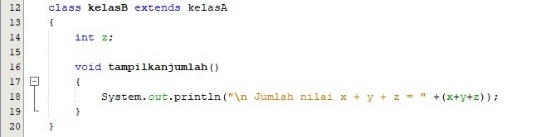 12 class kelasB extends kelasA
13 {
14 int z;
15
16 void tampilkanjumlah()
17 {
18 System.out.println("\n Jumlah nilai x + y + z = " +(x+y+z));
19 }
20 }